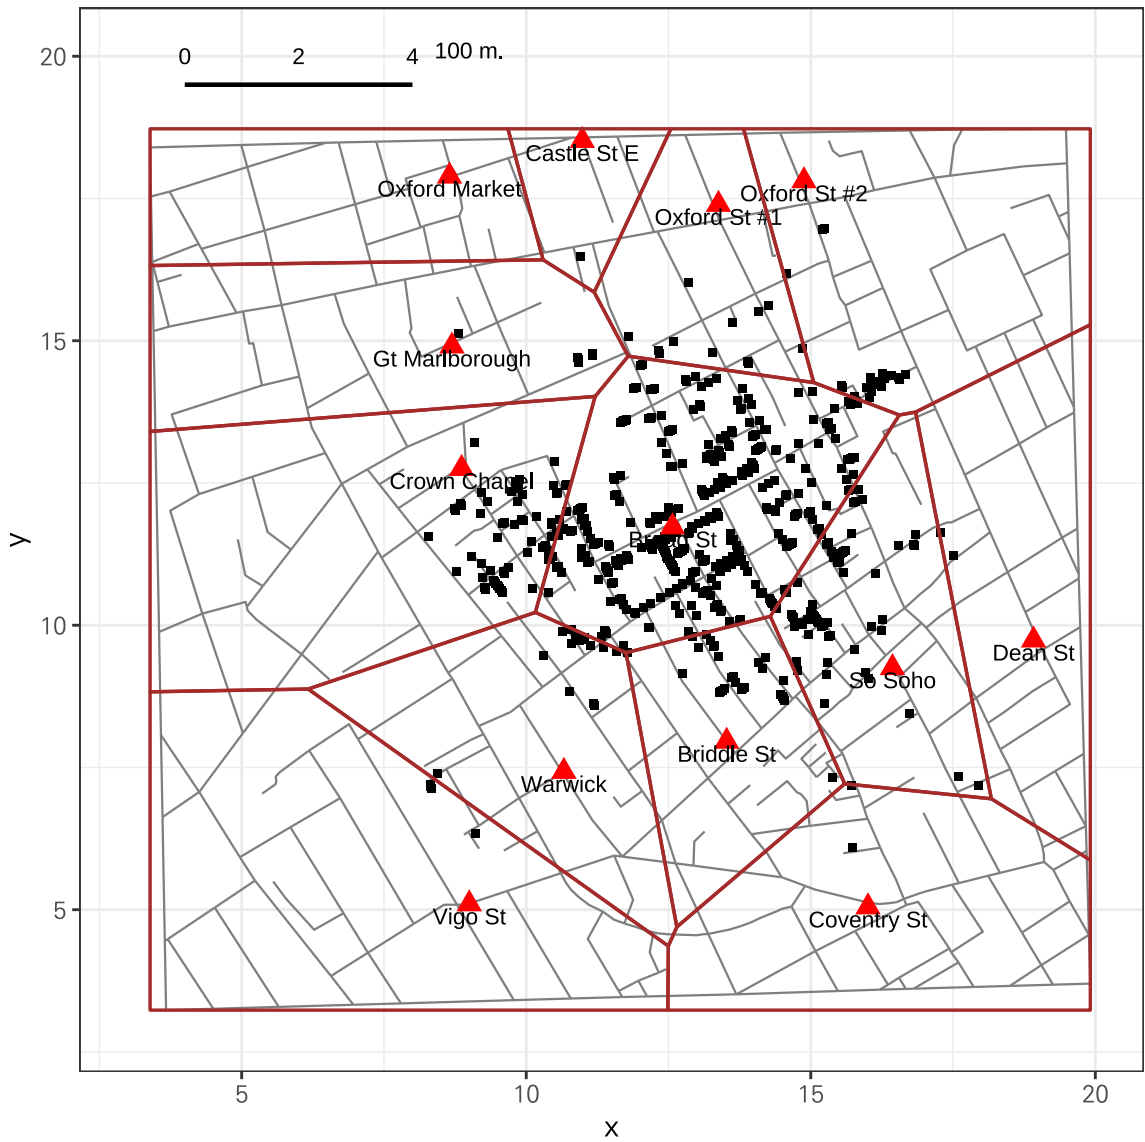 20
0 2 4 100 m.
Castle St E
Oxford Market
Oxford St #2
Oxford St #1
15
Gt Marlborough
Crown Chapel
Broad St
y
10
Dean St
So Soho
Briddle St
Warwick
5
Vigo St
Coventry St
5 10 15 20
x